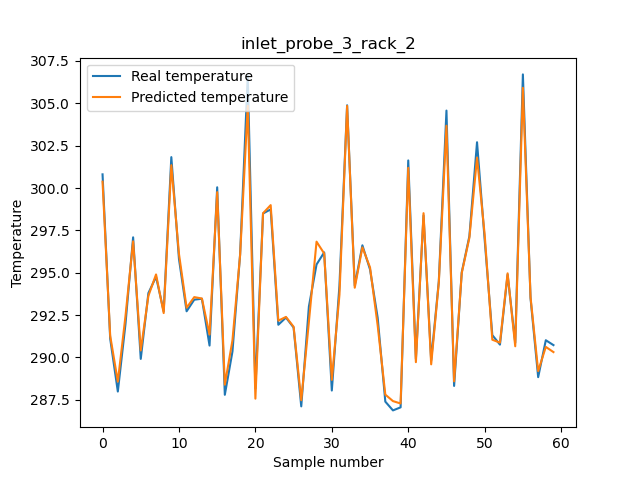 inlet_probe_3_rack_2
Real temperature
Predicted temperature
307.5
305.0
302.5
300.0
297.5
295.0
292.5
290.0
287.5
Temperature
0 10 20 30 40 50 60
Sample number